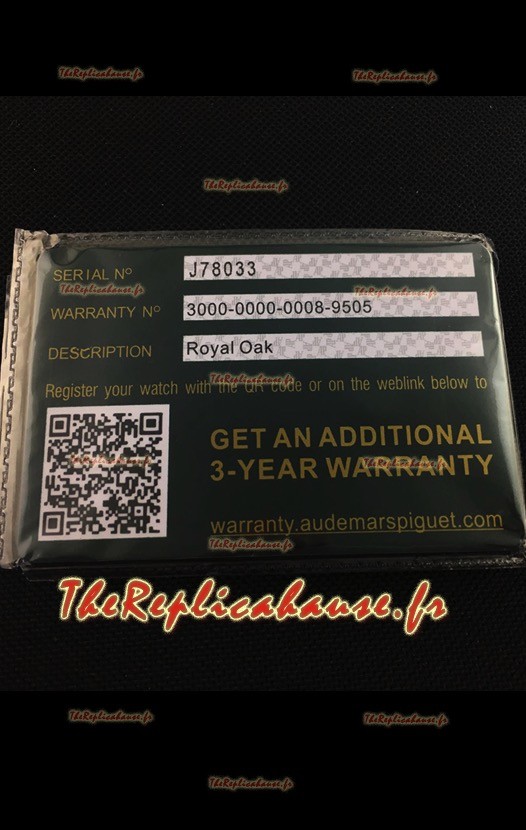 TheReplicahause.fr
TheReplicahause.fr
TheReplicahause.fr
SERIAL Nº J78033
TheReplicahause.fr
TheReplicahause.fr
WARRANTY Nº 3000-0000-0008-9505
DESCRIPTION Royal Oak
TheReplicahause.fr
Register your watch with the QR code or on the weblink below to
GET AN ADDITIONAL
3-YEAR WARRANTY
TheReplicahause.fr
TheReplicahause.fr
warranty.audemarspiguet.com
TheReplicahause.fr
TheReplicahause.fr
TheReplicahause.fr
TheReplicahause.fr
TheReplicahause.fr